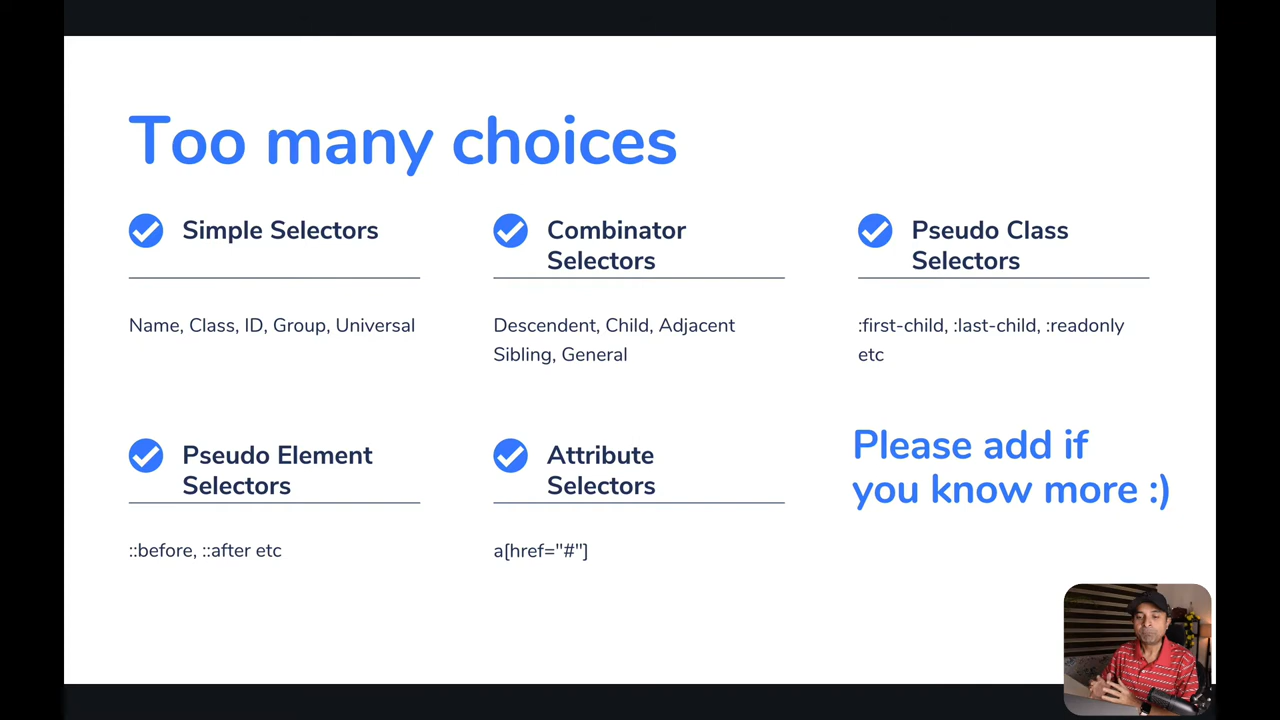 Too many choices
Simple Selectors
Name, Class, ID, Group, Universal
Combinator
Selectors
Descendent, Child, Adjacent
Sibling, General
Pseudo Class
Selectors
:first-child, :last-child, :readonly
etc
Pseudo Element
Selectors
::before, ::after etc
Attribute
Selectors
a[href="#"]
Please add if
you know more :)